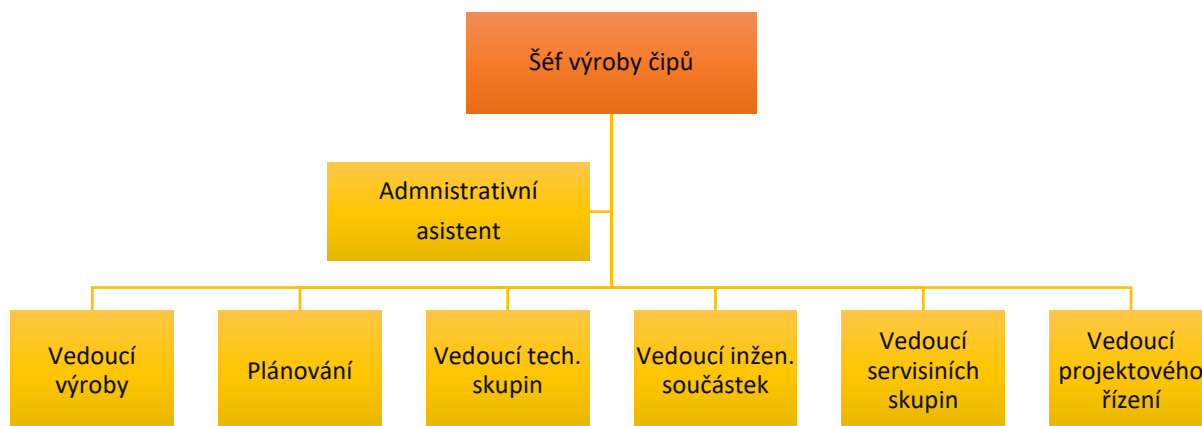 Šéf výroby čipů
Admnistrativní
asistent
Vedoucí
výroby
Plánování
Vedoucí tech.
skupin
Vedoucí inžen.
součástek
Vedoucí
servisiních
skupin
Vedoucí
projektového
řízení